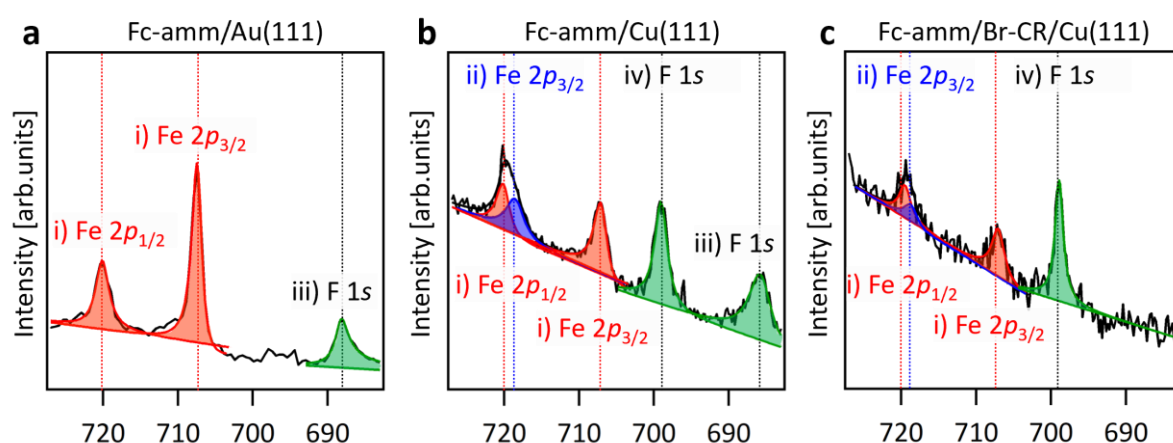 a Fc-amm/Au(111)
i) Fe 2p3/2
i) Fe 2p1/2
iii) F 1s
Intensity [arb.units]
720 710 700 690
b Fc-amm/Cu(111)
ii) Fe 2p3/2 iv) F 1s
iii) F 1s
i) Fe 2p1/2
i) Fe 2p3/2
Intensity [arb.units]
720 710 700 690
c Fc-amm/Br-CR/Cu(111)
ii) Fe 2p3/2 iv) F 1s
i) Fe 2p1/2
i) Fe 2p3/2
Intensity [arb.units]
720 710 700 690